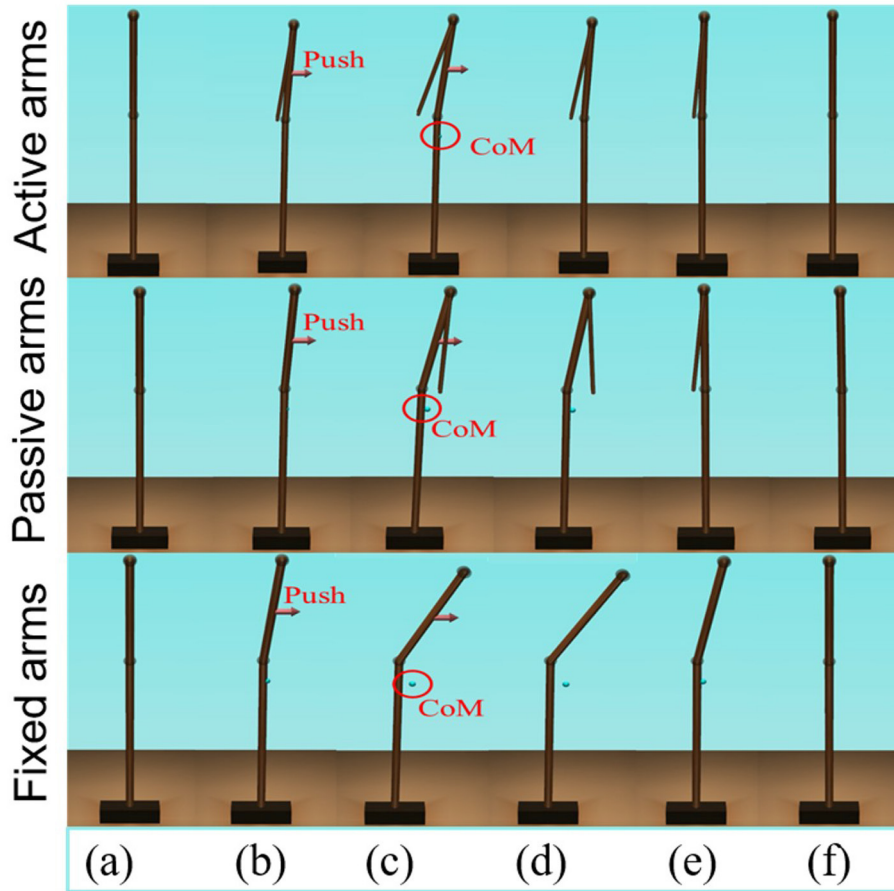 Active arms
Push
CoM
Passive arms
Push
CoM
Fixed arms
Push
CoM
(a) (b) (c) (d) (e) (f)